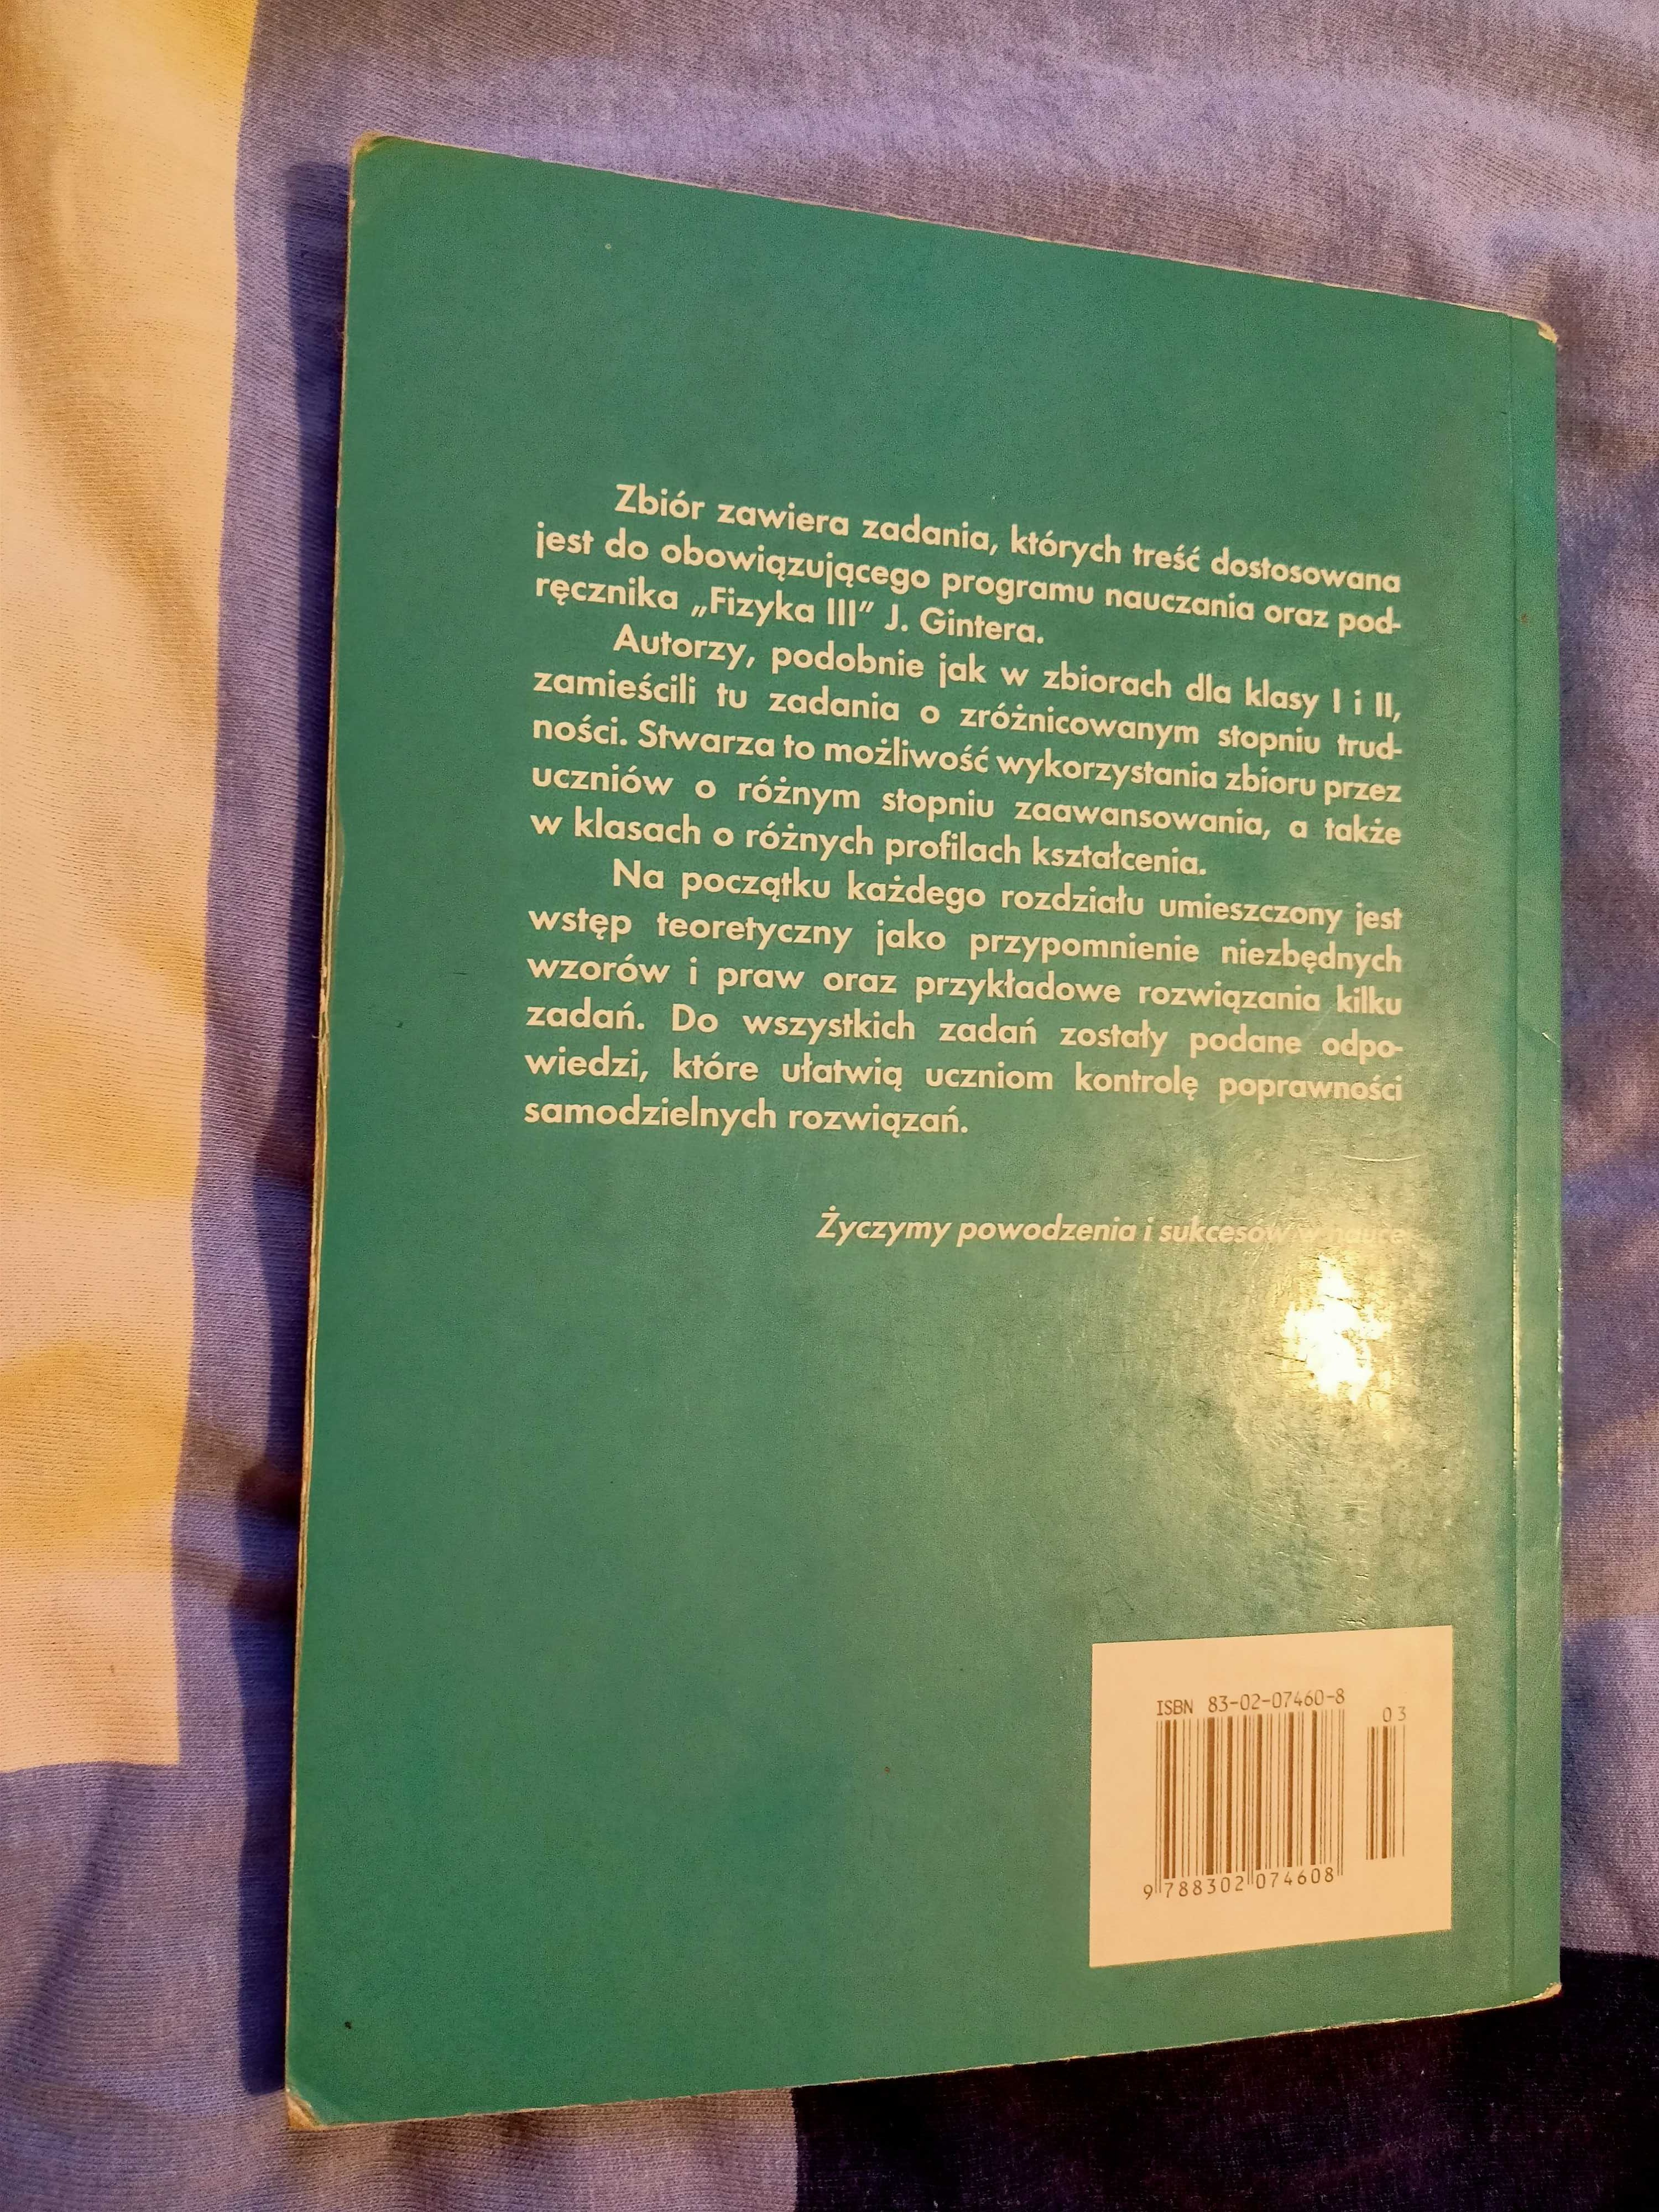 Zbiór zawiera zadania, których treść dostosowana
jest do obowiązującego programu nauczania oraz pod-
ręcznika „Fizyka III” J. Gintera.
Autorzy, podobnie jak w zbiorach dla klasy I i II,
zamieścili tu zadania o zróżnicowanym stopniu trud-
ności. Stwarza to możliwość wykorzystania zbioru przez
uczniów o różnym stopniu zaawansowania, a także
w klasach o różnych profilach kształcenia.
Na początku każdego rozdziału umieszczony jest
wstęp teoretyczny jako przypomnienie niezbędnych
wzorów i praw oraz przykładowe rozwiązania kilku
zadań. Do wszystkich zadań zostały podane odpo-
wiedzi, które ułatwią uczniom kontrolę poprawności
samodzielnych rozwiązań.
Życzymy powodzenia i sukcesów w nauce
ISBN 83-02-07460-8
03
9 788302 074608